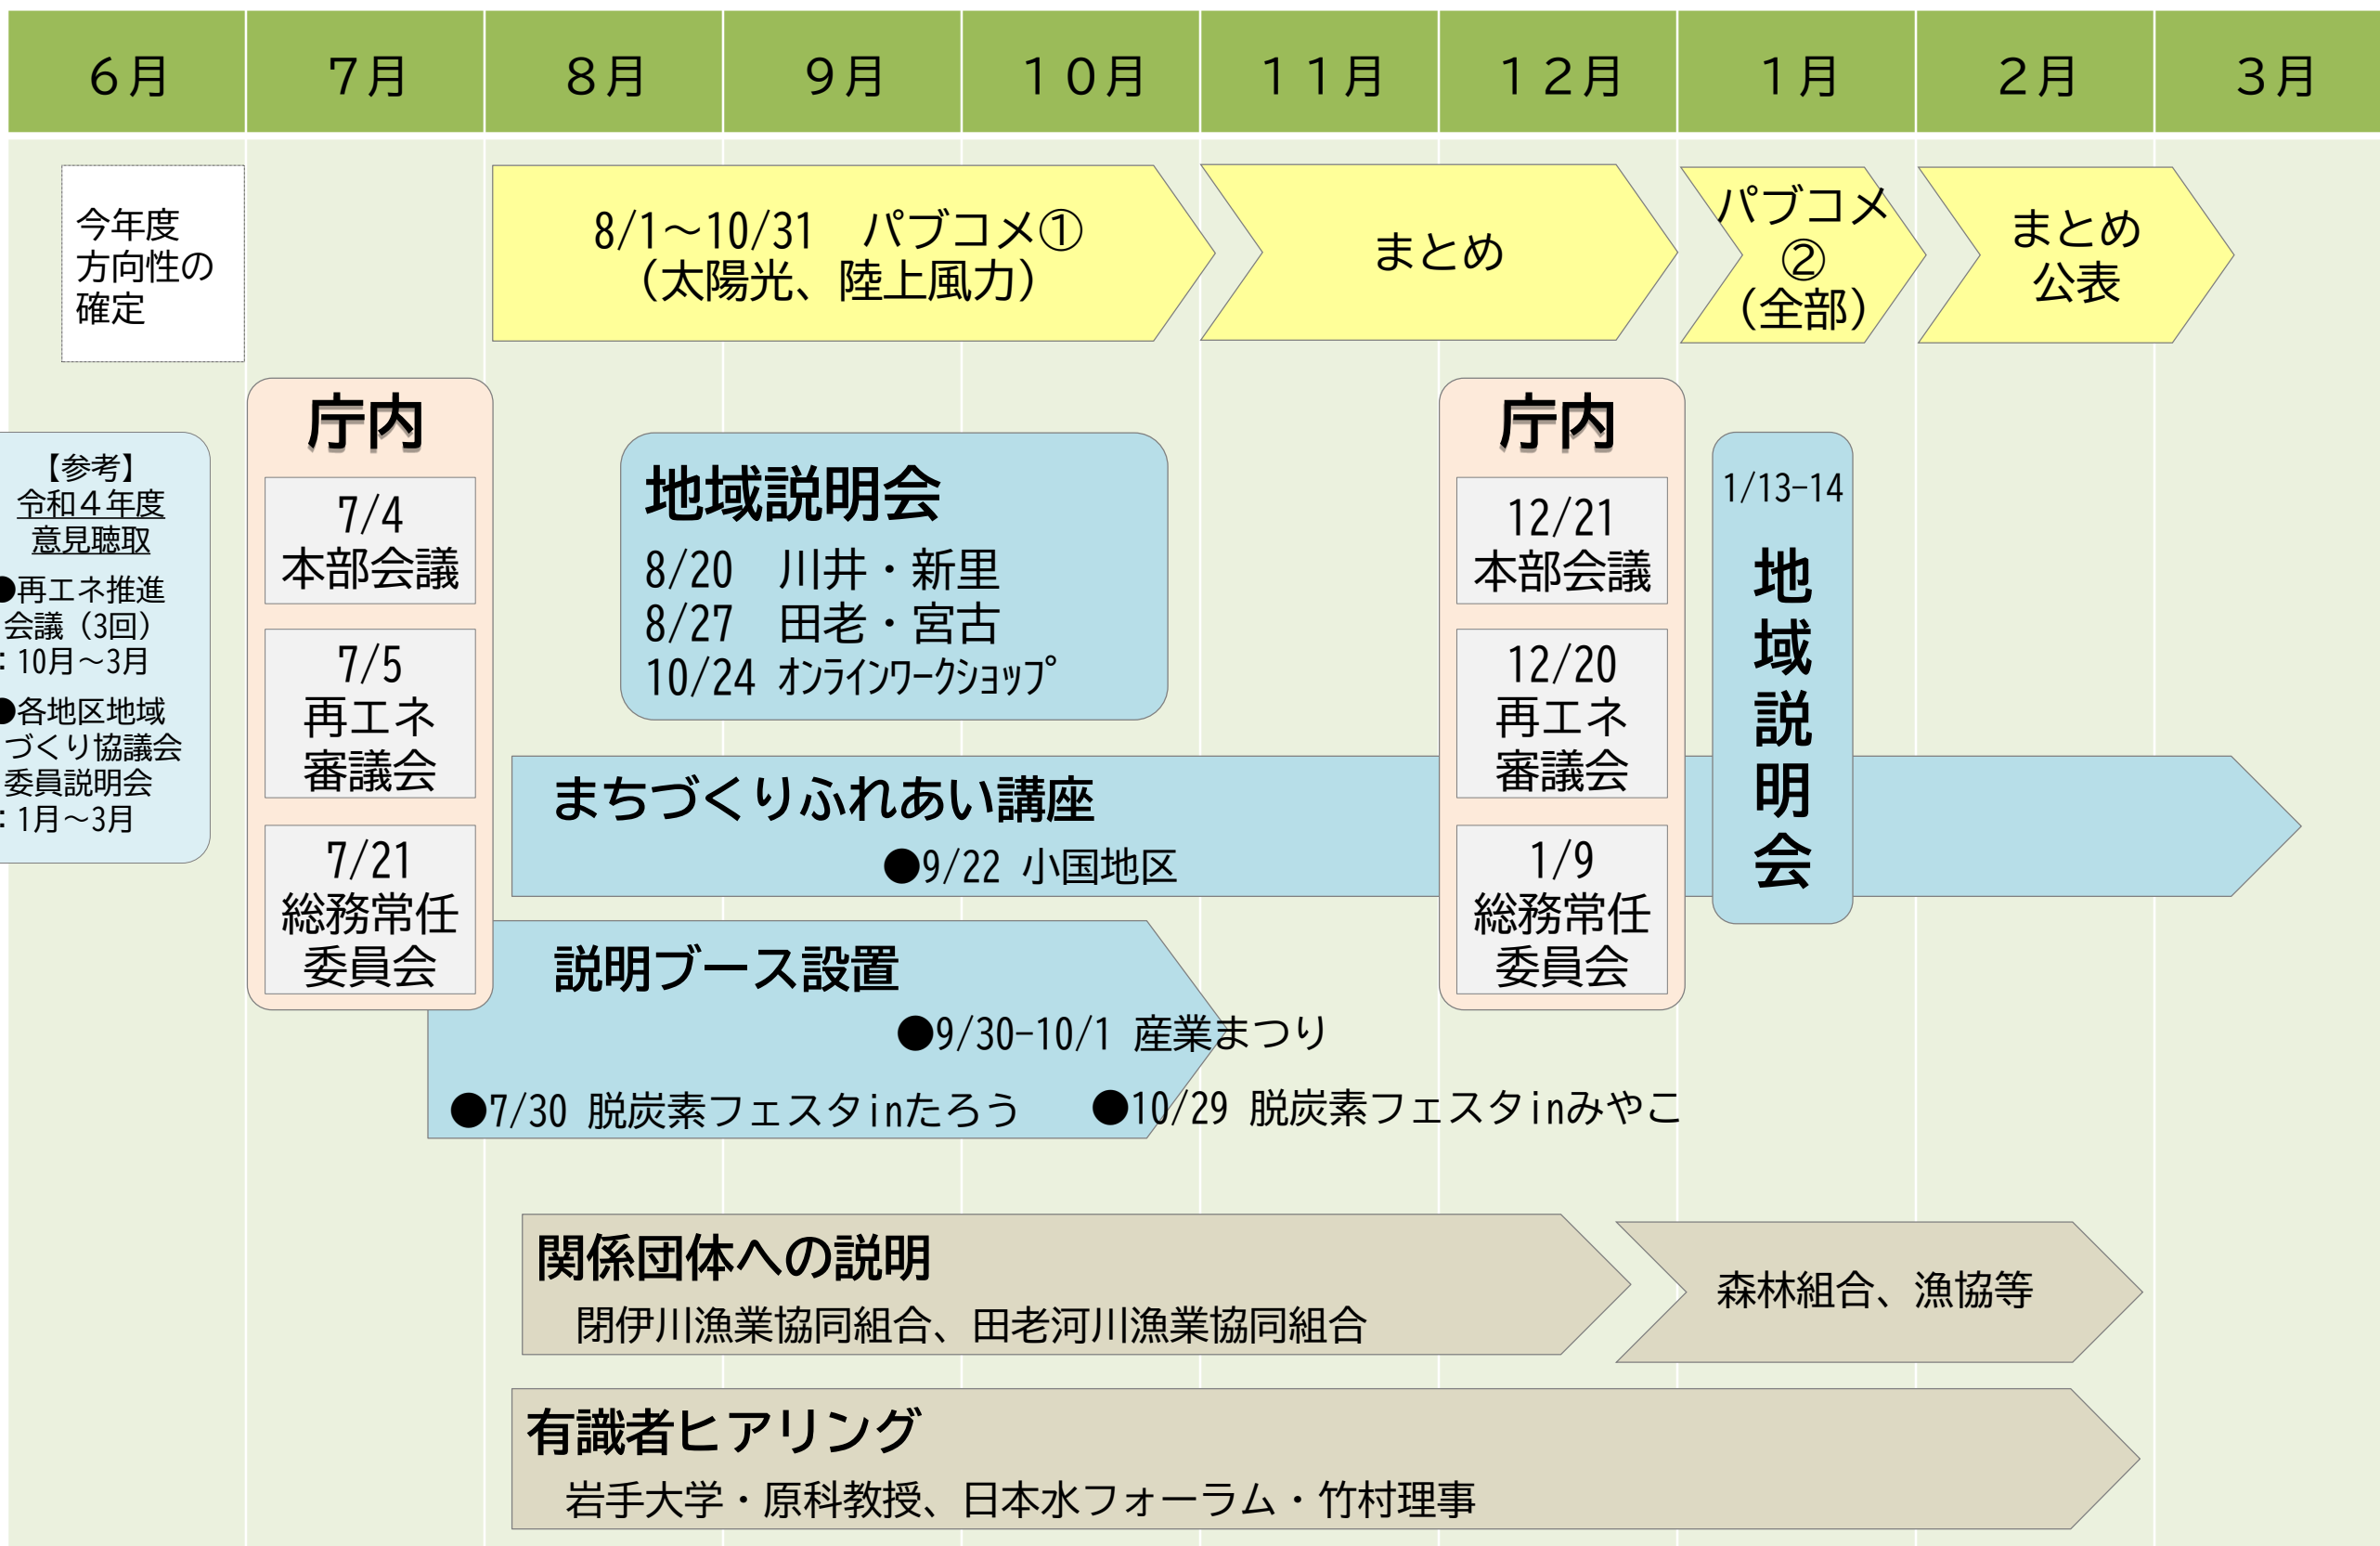 ６月
７月
８月
９月
１０月
１１月
１２月
１月
２月
３月
今年度
方向性の
確定
8/1～10/31　パブコメ①
（太陽光、陸上風力）
まとめ
パブコメ
②
（全部）
まとめ
公表
【参考】
令和４年度
意見聴取
●再エネ推進
会議（3回）
：10月～3月
●各地区地域
づくり協議会
委員説明会
：1月～3月
庁内
7/4
本部会議
7/5
再エネ
審議会
7/21
総務常任
委員会
地域説明会
8/20　川井・新里
8/27　田老・宮古
10/24 ｵﾝﾗｲﾝﾜｰｸｼｮｯﾌﾟ
庁内
12/21
本部会議
12/20
再エネ
審議会
1/9
総務常任
委員会
1/13-14
地域説明会
まちづくりふれあい講座
●9/22 小国地区
説明ブース設置
●9/30-10/1 産業まつり
●7/30 脱炭素フェスタinたろう
●10/29 脱炭素フェスタinみやこ
関係団体への説明
閉伊川漁業協同組合、田老河川漁業協同組合
森林組合、漁協等
有識者ヒアリング
岩手大学・原科教授、日本水フォーラム・竹村理事